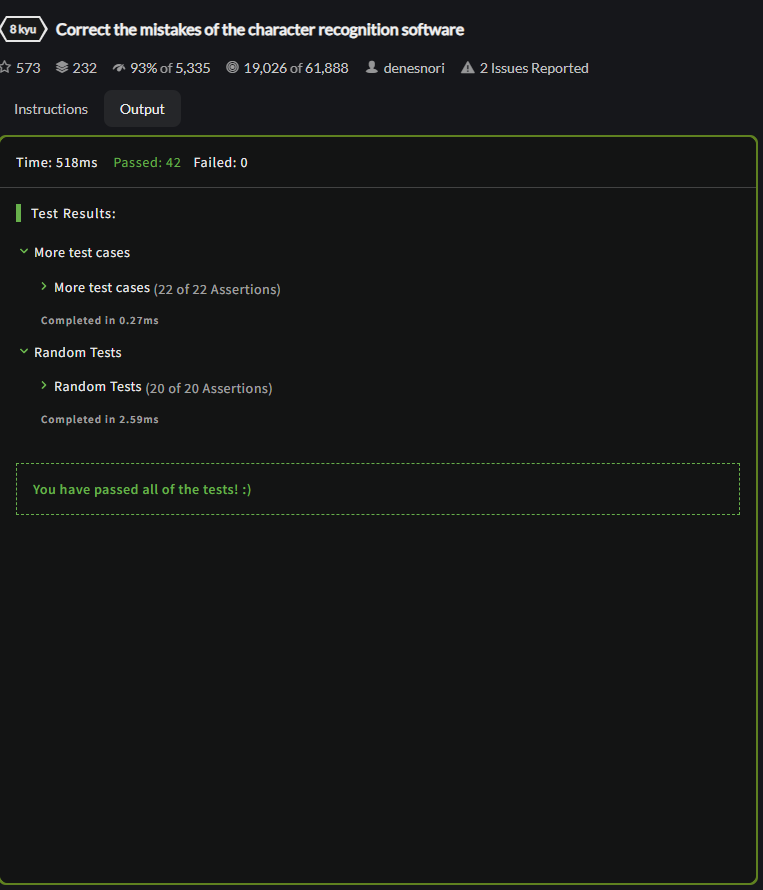 8 kyu Correct the mistakes of the character recognition software
573 232 93% of 5,335 19,026 of 61,888 denesnori 2 Issues Reported
Instructions Output
Time: 518ms Passed: 42 Failed: 0
Test Results:
More test cases
More test cases (22 of 22 Assertions)
Completed in 0.27ms
Random Tests
Random Tests (20 of 20 Assertions)
Completed in 2.59ms
You have passed all of the tests! :)